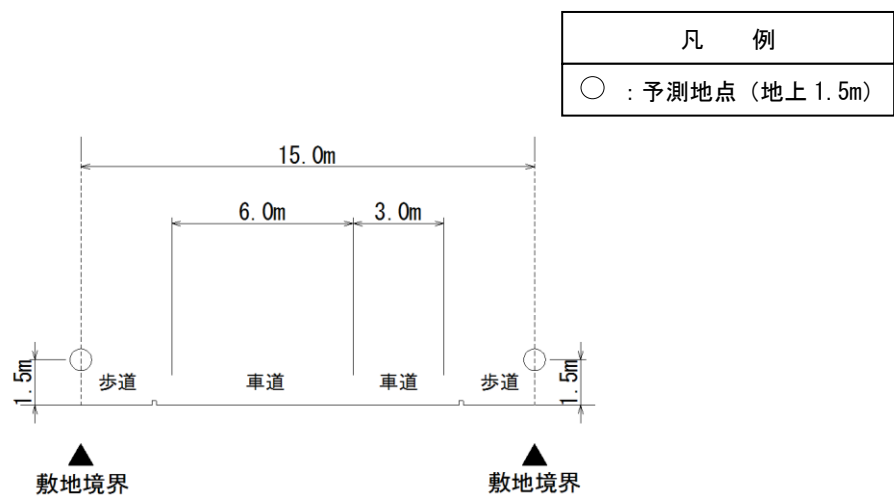 凡　例
○ ：予測地点（地上 1.5m）
15.0m
6.0m 3.0m
1.5m 歩道 車道 車道 歩道 1.5m
敷地境界 敷地境界